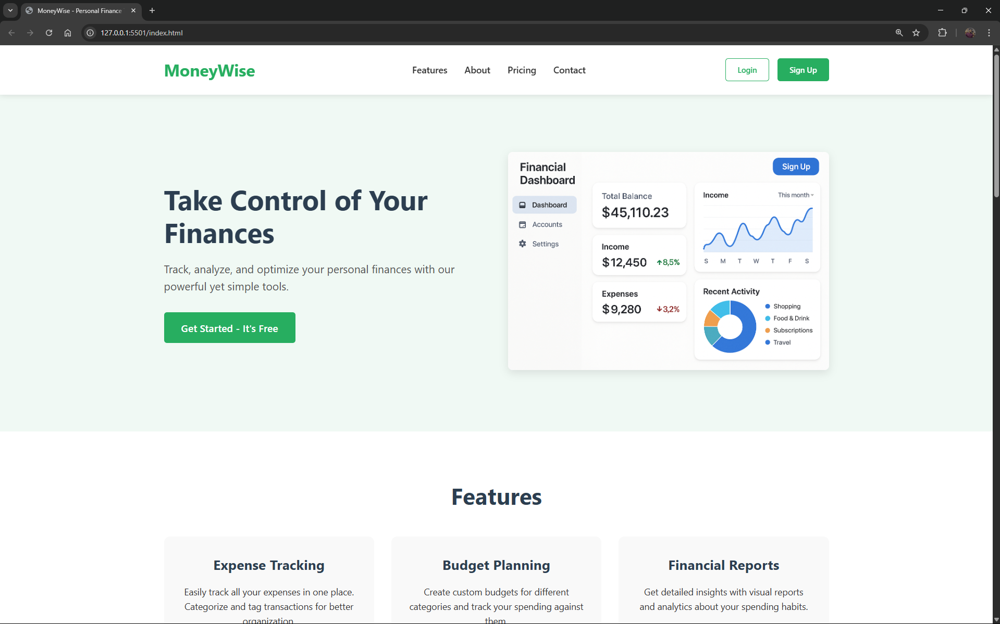 MoneyWise - Personal Finance
127.0.0.1:5501/index.html
MoneyWise
Features
About
Pricing
Contact
Login
Sign Up
Take Control of Your
Finances
Track, analyze, and optimize your personal finances with our
powerful yet simple tools.
Get Started - It's Free
Financial
Dashboard
Sign Up
Dashboard
Accounts
Settings
Total Balance
$45,110.23
Income
$12,450 ↑8,5%
Expenses
$9,280 ↓3,2%
Income
This month
S M T W T F S
Recent Activity
Shopping
Food & Drink
Subscriptions
Travel
Features
Expense Tracking
Easily track all your expenses in one place.
Categorize and tag transactions for better
organization
Budget Planning
Create custom budgets for different
categories and track your spending against
them
Financial Reports
Get detailed insights with visual reports
and analytics about your spending habits.